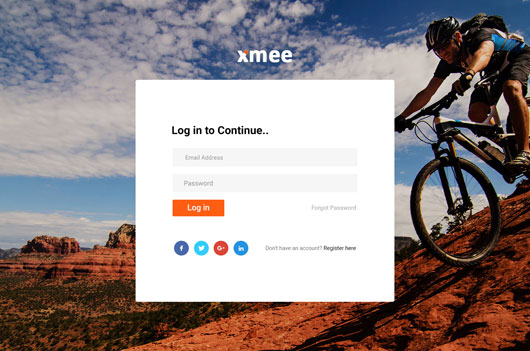 xmee
Log in to Continue..
Email Address
Password
Log in
Forgot Password
f G+ in
Don't have an account? Register here